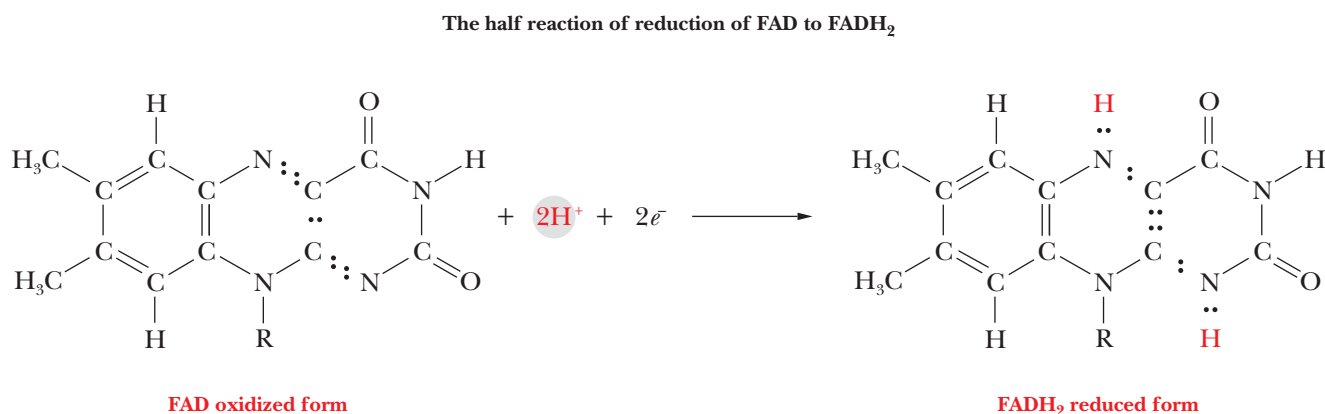 The half reaction of reduction of FAD to FADH₂
H O H O
H H
H₃C C N C H H₃C C N C H
C C C N + 2H⁺ + 2e⁻ C C C N
C C C C C C C C
H₃C C N N O H₃C C N N O
H R H R H
FAD oxidized form FADH₂ reduced form